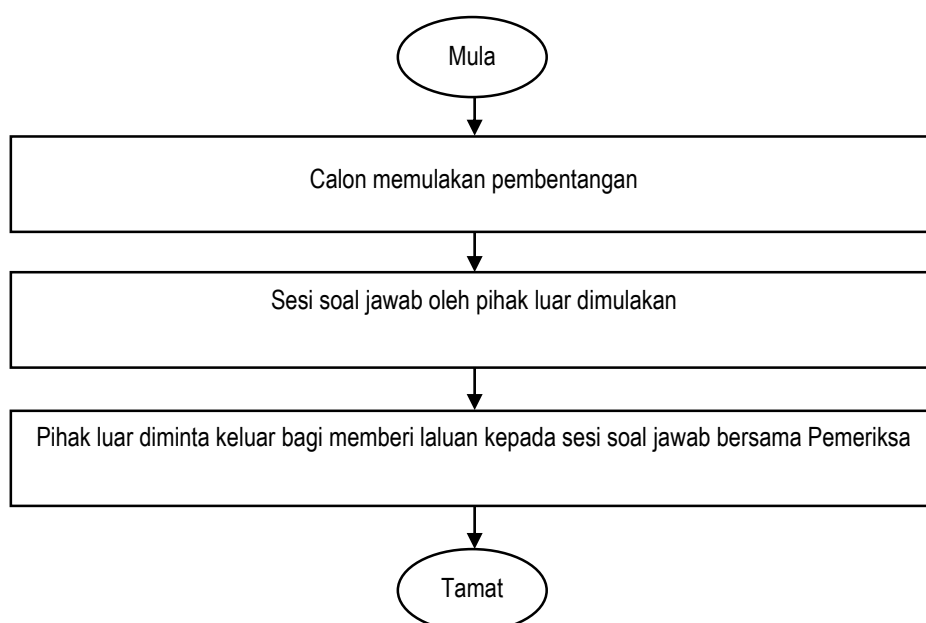 Mula
Calon memulakan pembentangan
Sesi soal jawab oleh pihak luar dimulakan
Pihak luar diminta keluar bagi memberi laluan kepada sesi soal jawab bersama Pemeriksa
Tamat